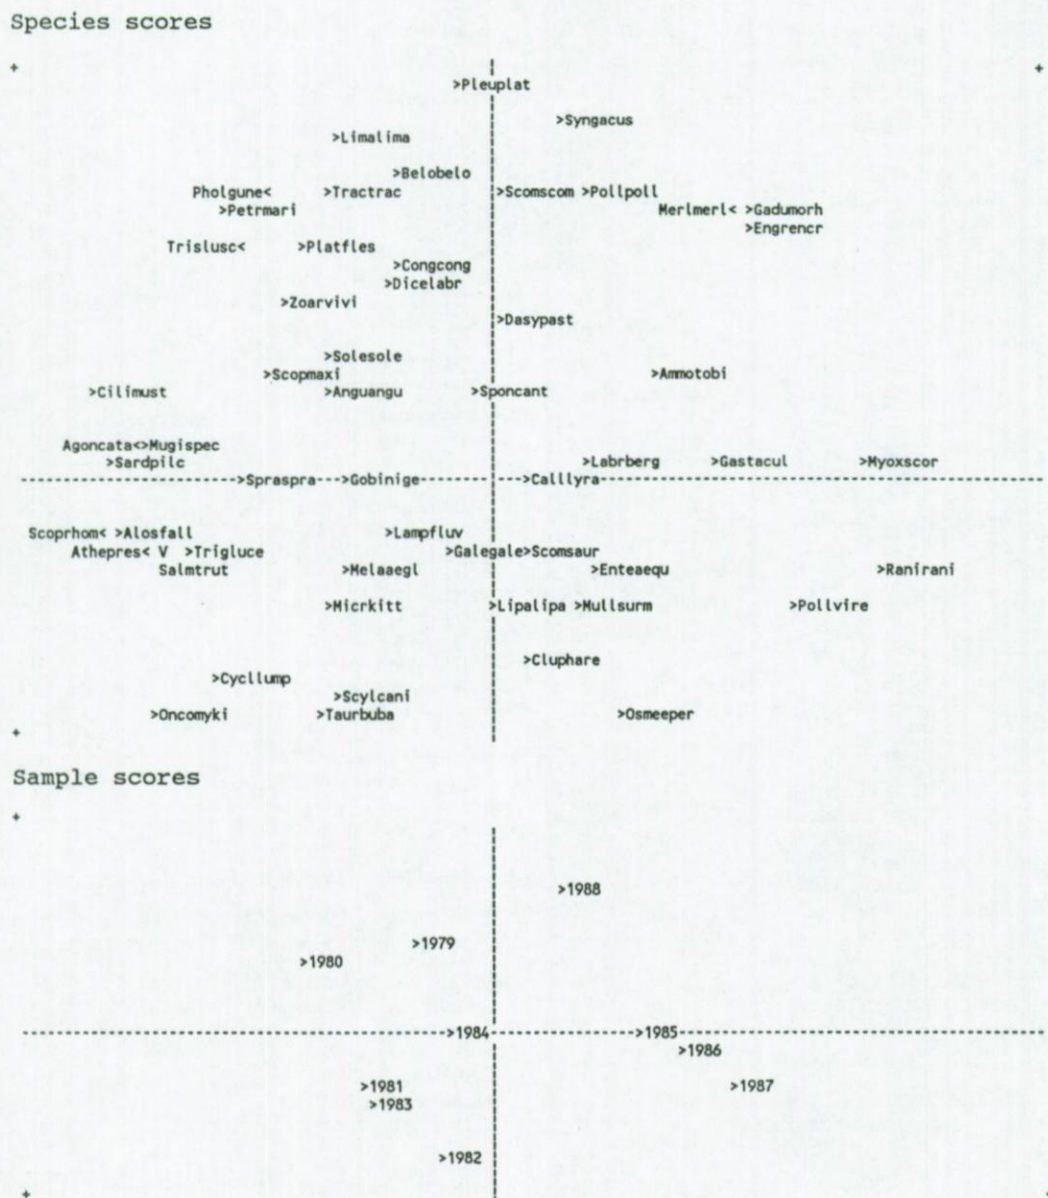 Species scores
+ +
>Pleuplat
>Syngacus
>Limalima
>Belobelo
Pholgune< >Tractrac >Scomscom >Pollpoll
>Petrmari Merlmerl< >Gadumorh
>Engrencr
Trislusc< >Platfles
>Congcong
>Dicelabr
>Zoarvivi
>Dasypast
>Solesole
>Scopmaxi >Ammotobi
>Cilimust >Anguangu >Sponcant
Agoncata<>Mugispec
>Sardpilc >Labrberg >Gastacul >Myoxscor
>Spraspra >Gobinige >Calllyra
Scoprhom< >Alosfall >Lampfluv
Athepres< V >Trigluce >Galegale>Scomsaur
Salmtrut >Melaaegl >Enteaequ >Ranirani
>Micrkitt >Lipalipa >Mullsurm >Pollvire
>Cluphare
>Cycllump
>Scylcani
>Oncomyki >Taurbuba >Osmeeper
+
Sample scores
+
>1988
>1979
>1980
>1984 >1985
>1986
>1981 >1987
>1983
>1982
+